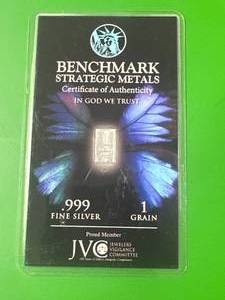 BENCHMARK
STRATEGIC METALS
Certificate of Authenticity
IN GOD WE TRUST
.999
FINE SILVER
1
GRAIN
Proud Member
JVC
JEWELERS
VIGILANCE
COMMITTEE